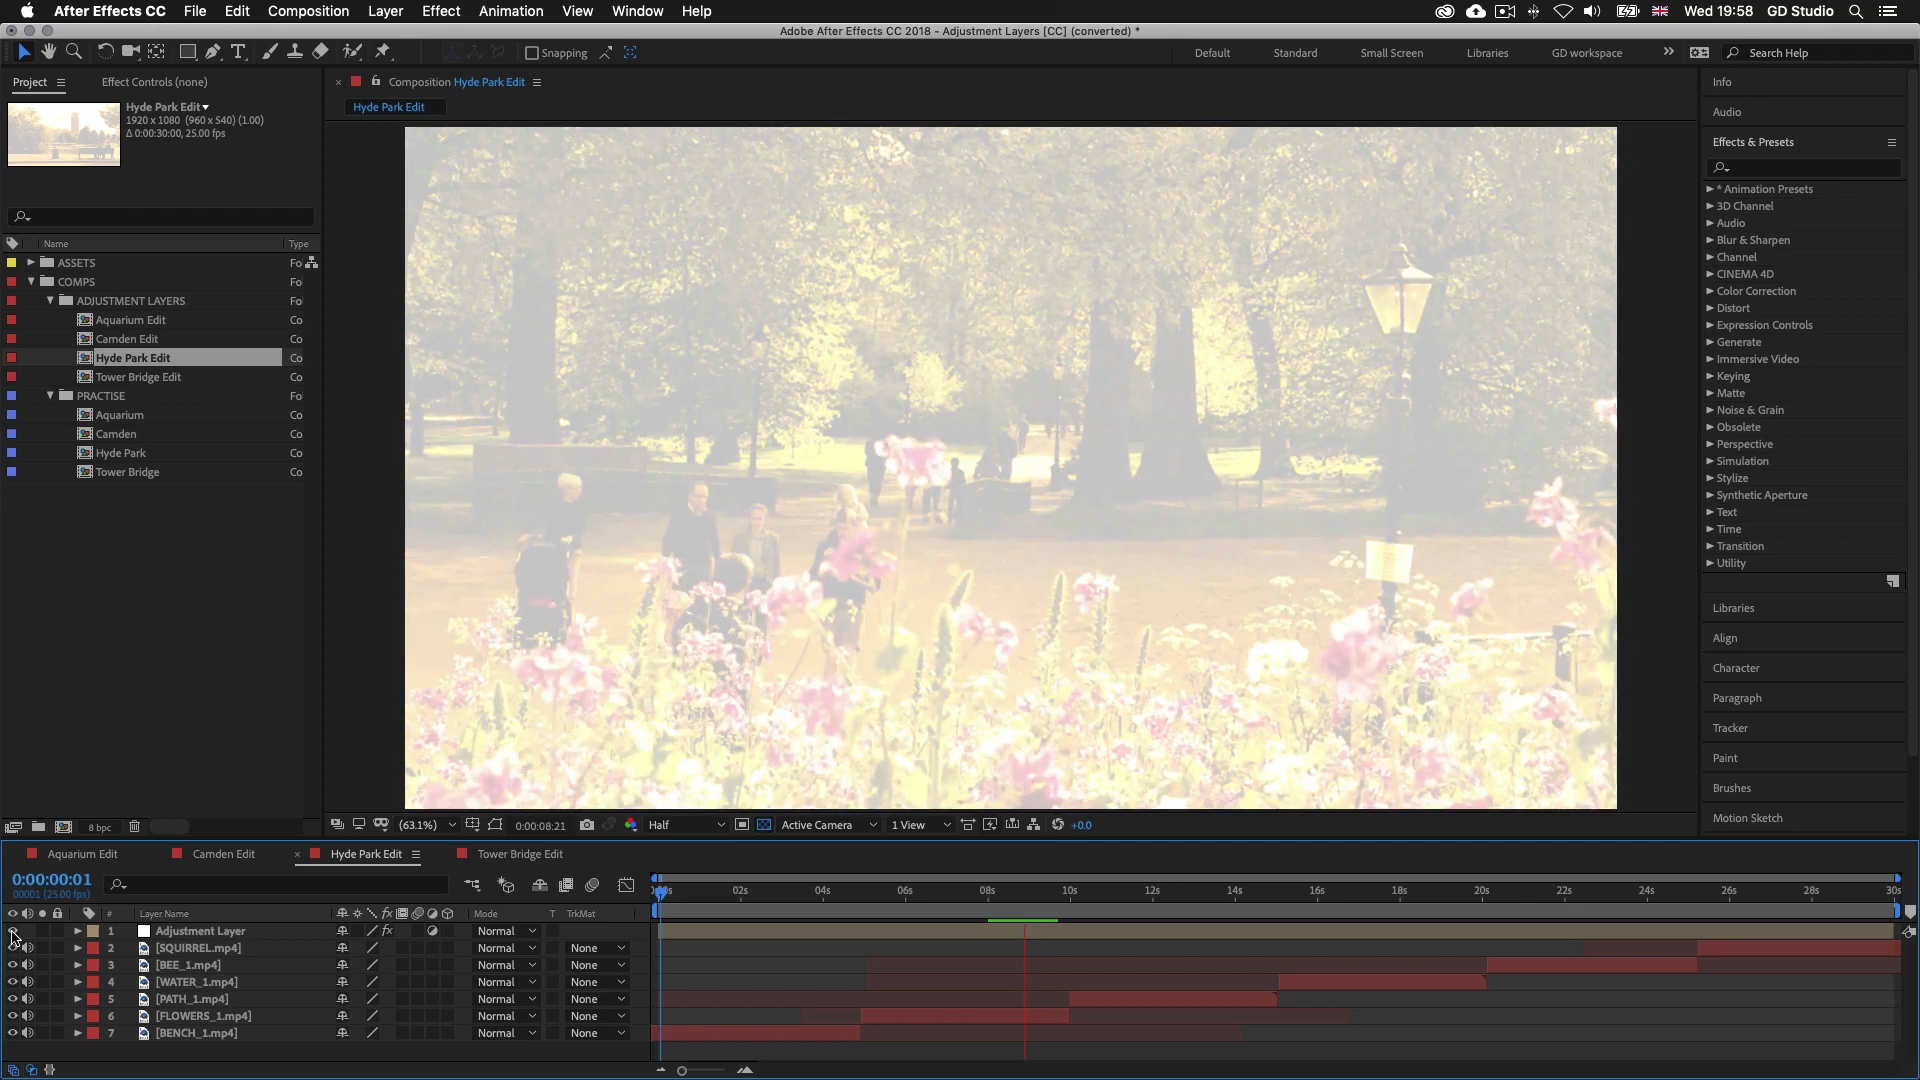 After Effects CC File Edit Composition Layer Effect Animation View Window Help Wed 19:58 GD Studio
Adobe After Effects CC 2018 - Adjustment Layers [CC] (converted) *
Snapping Default Standard Small Screen Libraries GD workspace Search Help
Project Effect Controls (none)
Composition Hyde Park Edit
Hyde Park Edit
Hyde Park Edit
1920 x 1080 (960 x 540) (1.00)
Δ 0:00:30:00, 25.00 fps
Name Type
ASSETS Fo
COMPS Fo
ADJUSTMENT LAYERS Fo
Aquarium Edit Co
Camden Edit Co
Hyde Park Edit Co
Tower Bridge Edit Co
PRACTISE Fo
Aquarium Co
Camden Co
Hyde Park Co
Tower Bridge Co
8 bpc
(63.1%) 0:00:08:21 Half Active Camera 1 View +0.0
Info
Audio
Effects & Presets
* Animation Presets
3D Channel
Audio
Blur & Sharpen
Channel
CINEMA 4D
Color Correction
Distort
Expression Controls
Generate
Immersive Video
Keying
Matte
Noise & Grain
Obsolete
Perspective
Simulation
Stylize
Synthetic Aperture
Text
Time
Transition
Utility
Libraries
Align
Character
Paragraph
Tracker
Paint
Brushes
Motion Sketch
Aquarium Edit Camden Edit Hyde Park Edit Tower Bridge Edit
0:00:00:01
00001 (25.00 fps)
02s 04s 06s 08s 10s 12s 14s 16s 18s 20s 22s 24s 26s 28s 30s
# Layer Name fx Mode T TrkMat
1 Adjustment Layer fx Normal
2 [SQUIRREL.mp4] Normal None
3 [BEE_1.mp4] Normal None
4 [WATER_1.mp4] Normal None
5 [PATH_1.mp4] Normal None
6 [FLOWERS_1.mp4] Normal None
7 [BENCH_1.mp4] Normal None